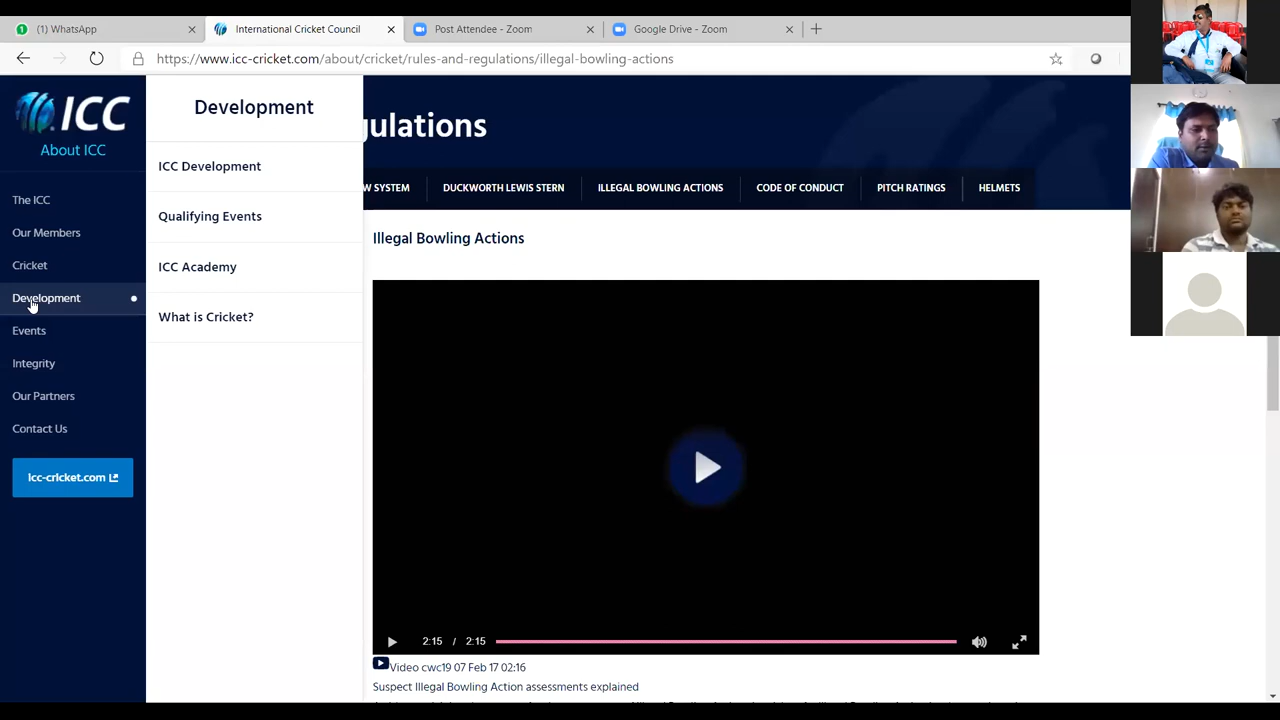 (1) WhatsApp
International Cricket Council
Post Attendee - Zoom
Google Drive - Zoom
https://www.icc-cricket.com/about/cricket/rules-and-regulations/illegal-bowling-actions
ICC
About ICC
The ICC
Our Members
Cricket
Development
Events
Integrity
Our Partners
Contact Us
icc-cricket.com
Development
ICC Development
Qualifying Events
ICC Academy
What is Cricket?
gulations
W SYSTEM
DUCKWORTH LEWIS STERN
ILLEGAL BOWLING ACTIONS
CODE OF CONDUCT
PITCH RATINGS
HELMETS
Illegal Bowling Actions
2:15 / 2:15
Video cwc19 07 Feb 17 02:16
Suspect Illegal Bowling Action assessments explained